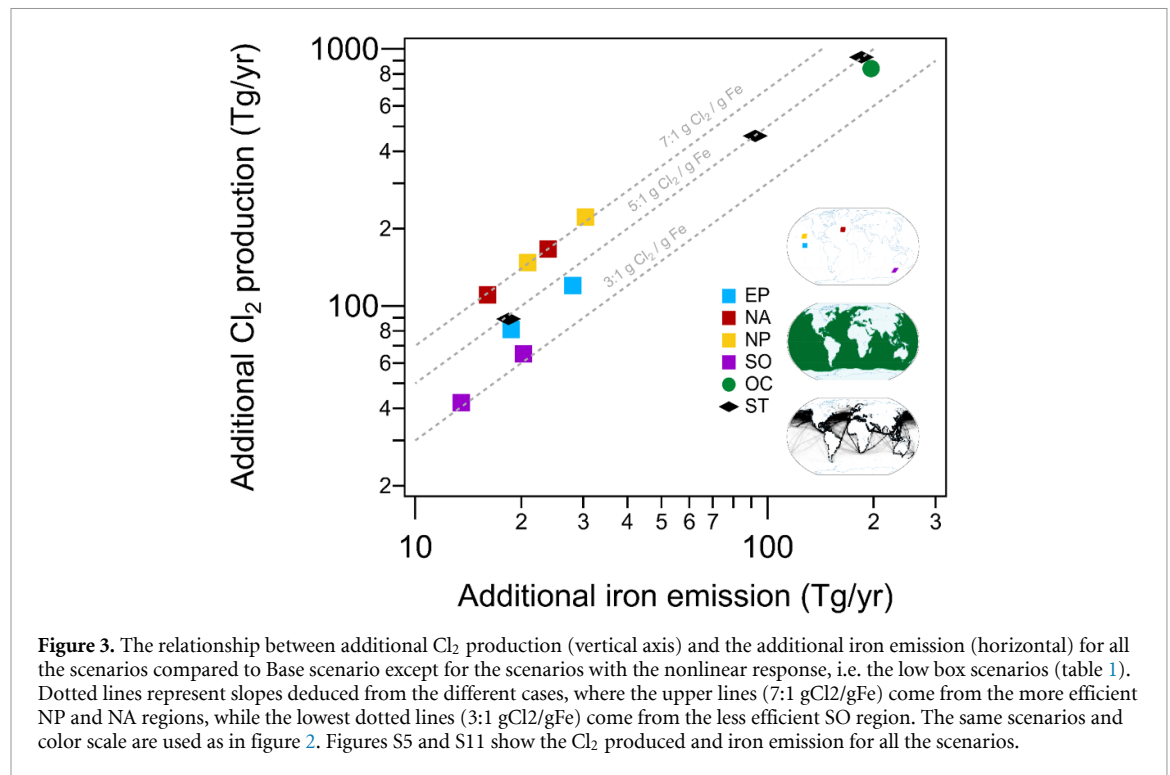 1000
8
6
4
2
100
8
6
4
2
Additional Cl₂ production (Tg/yr)
7:1 g Cl₂ / g Fe
5:1 g Cl₂ / g Fe
3:1 g Cl₂ / g Fe
EP
NA
NP
SO
OC
ST
10
2
3
4
5
6
7
100
2
3
Additional iron emission (Tg/yr)
Figure 3. The relationship between additional Cl₂ production (vertical axis) and the additional iron emission (horizontal) for all
the scenarios compared to Base scenario except for the scenarios with the nonlinear response, i.e. the low box scenarios (table 1).
Dotted lines represent slopes deduced from the different cases, where the upper lines (7:1 gCl2/gFe) come from the more efficient
NP and NA regions, while the lowest dotted lines (3:1 gCl2/gFe) come from the less efficient SO region. The same scenarios and
color scale are used as in figure 2. Figures S5 and S11 show the Cl₂ produced and iron emission for all the scenarios.